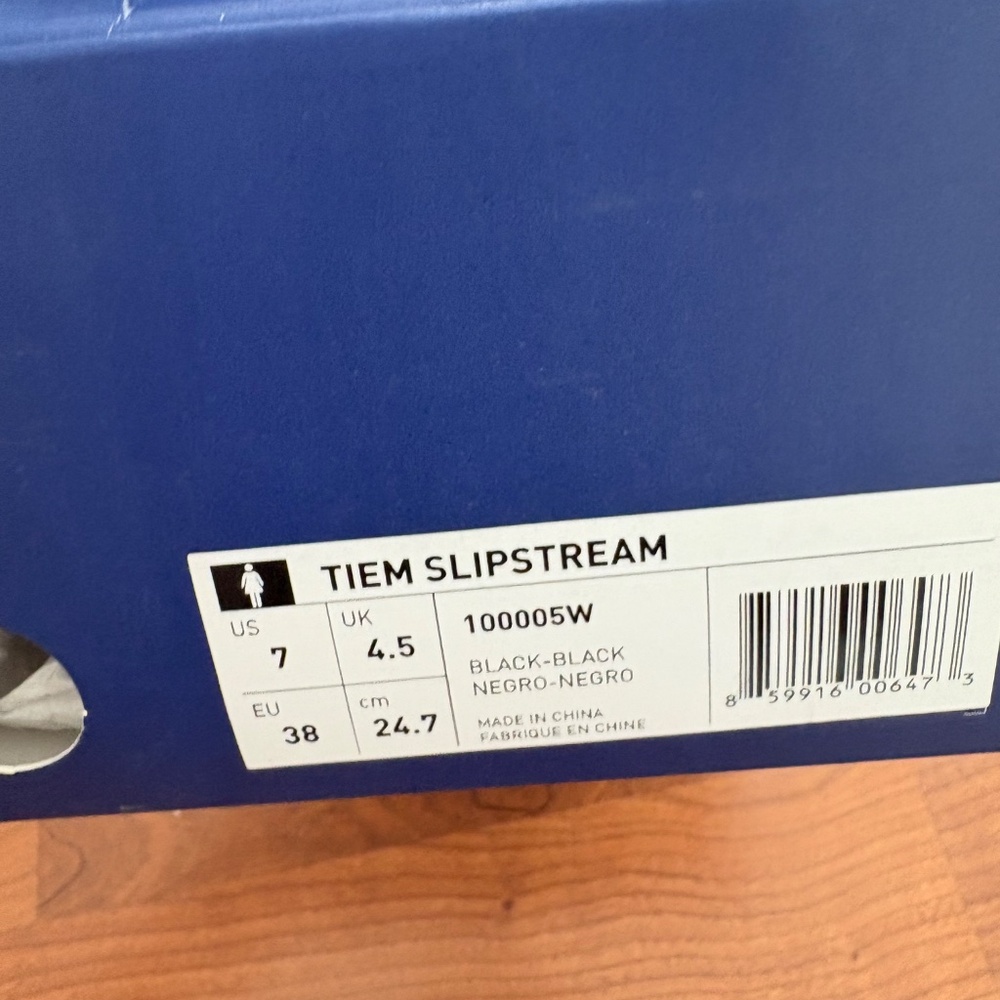 TIEM SLIPSTREAM
US
7
UK
4.5
EU
38
cm
24.7
100005W
BLACK-BLACK
NEGRO-NEGRO
MADE IN CHINA
FABRIQUE EN CHINE
8 59916 00647 3